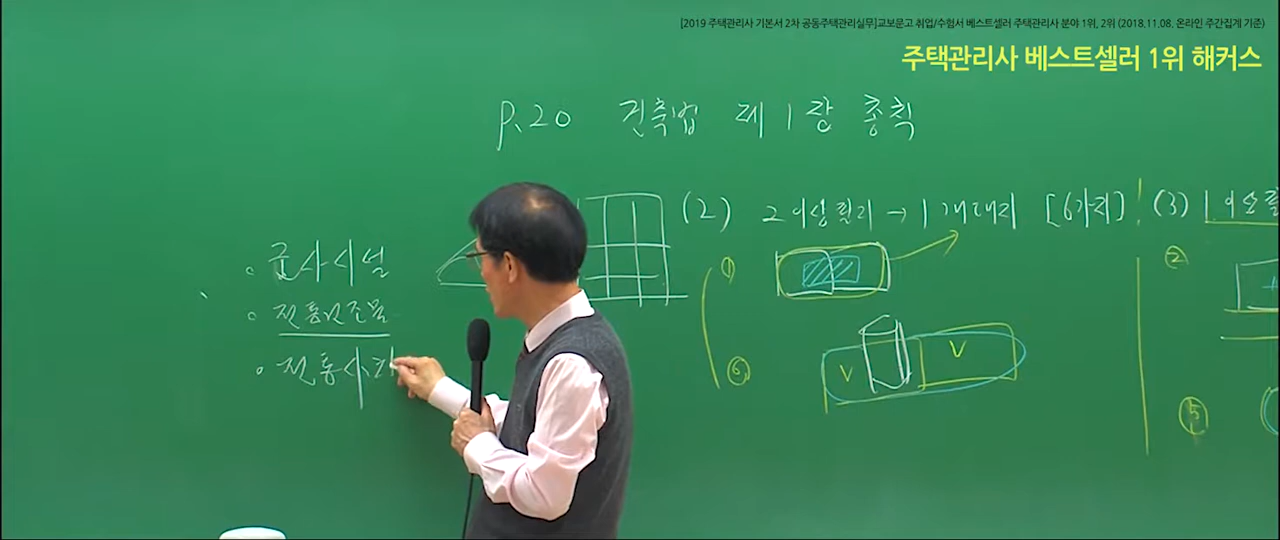 [2019 주택관리사 기본서 2차 공동주택관리실무]교보문고 취업/수험서 베스트셀러 주택관리사 분야 1위, 2위 (2018.11.08. 온라인 주간집계 기준)
주택관리사 베스트셀러 1위 해커스
P.20 건축법 제1장 총칙
(2) 2이상필지→1개대지 [6가지]
(3) 1이상필
①
②
• 군사시설
• 전통건조물
• 전통사찰
⑥
V V
⑤